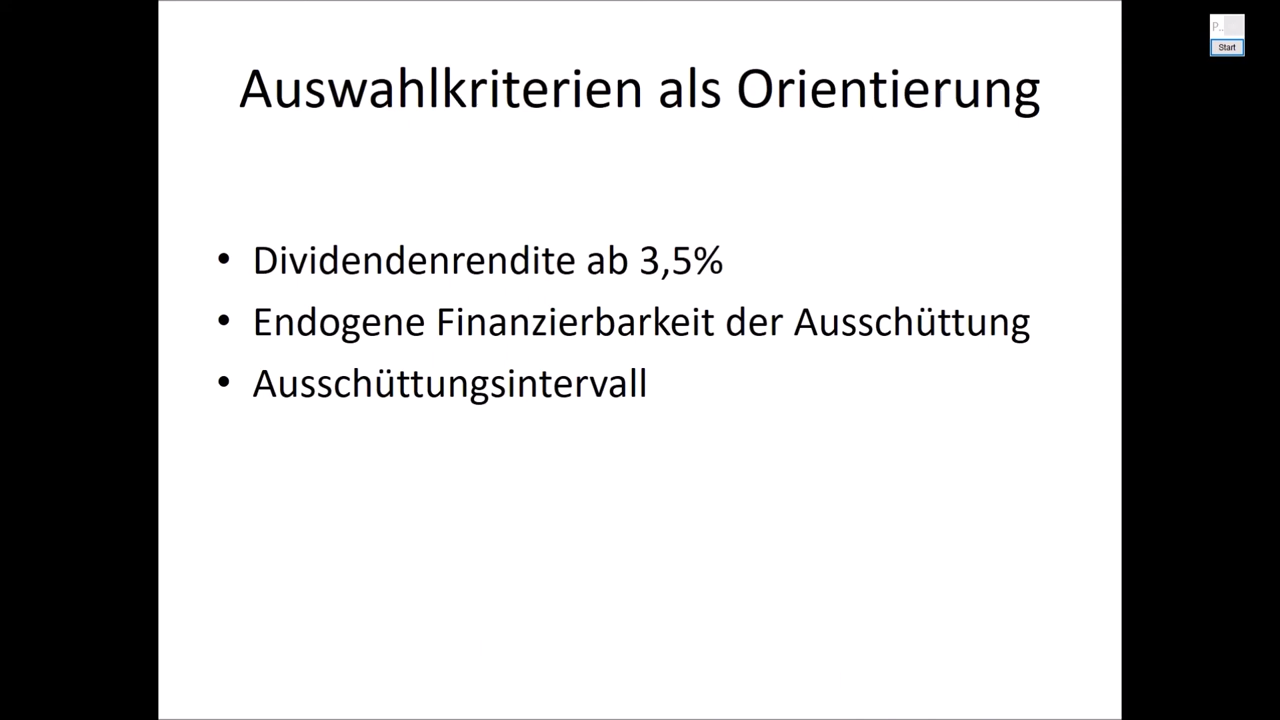 Auswahlkriterien als Orientierung
• Dividendenrendite ab 3,5%
• Endogene Finanzierbarkeit der Ausschüttung
• Ausschüttungsintervall
P...
Start